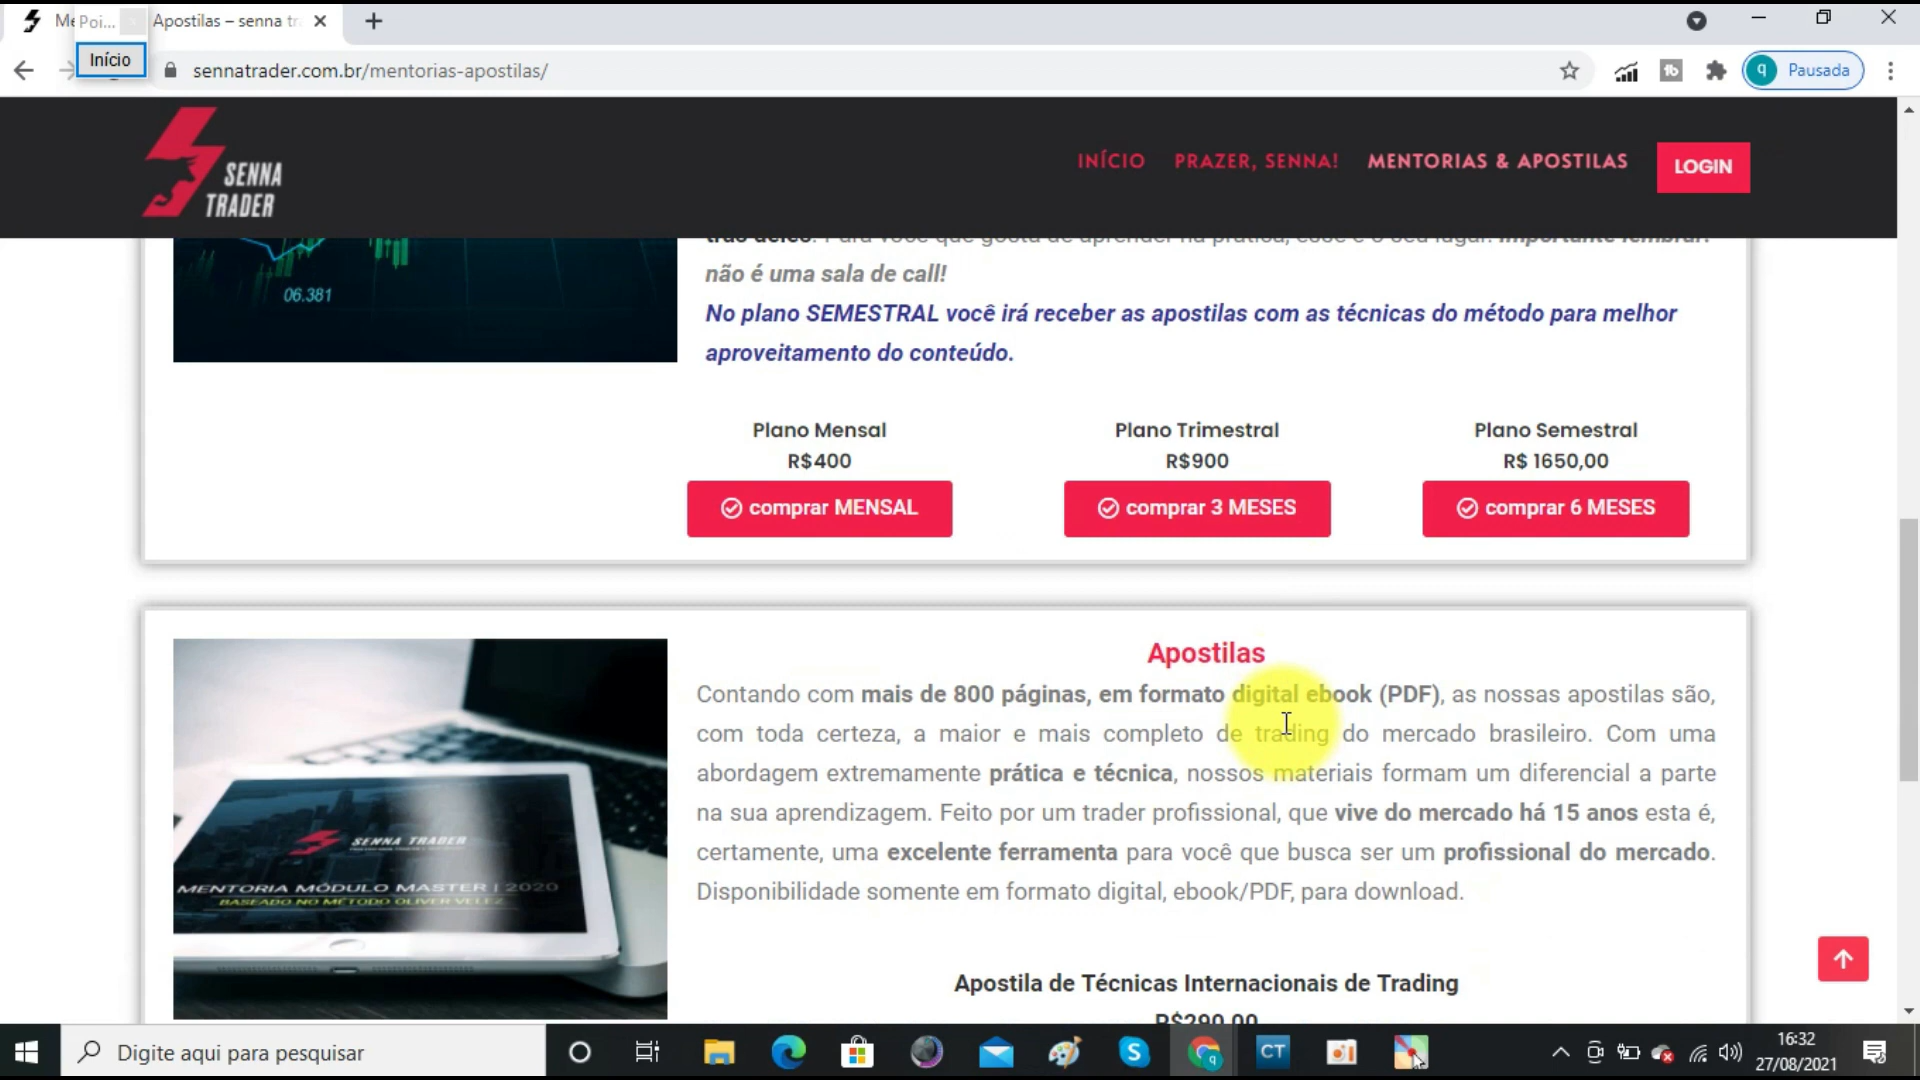 Poi...
Apostilas – senna tr
Início
sennatrader.com.br/mentorias-apostilas/
Pausada
SENNA
TRADER
INÍCIO PRAZER, SENNA! MENTORIAS & APOSTILAS LOGIN
06.381
não é uma sala de call!
No plano SEMESTRAL você irá receber as apostilas com as técnicas do método para melhor
aproveitamento do conteúdo.
Plano Mensal
R$400
comprar MENSAL
Plano Trimestral
R$900
comprar 3 MESES
Plano Semestral
R$ 1650,00
comprar 6 MESES
SENNA TRADER
MENTORIA MÓDULO MASTER | 2020
BASEADO NO MÉTODO OLIVER VELEZ
Apostilas
Contando com mais de 800 páginas, em formato digital ebook (PDF), as nossas apostilas são,
com toda certeza, a maior e mais completo de trading do mercado brasileiro. Com uma
abordagem extremamente prática e técnica, nossos materiais formam um diferencial a parte
na sua aprendizagem. Feito por um trader profissional, que vive do mercado há 15 anos esta é,
certamente, uma excelente ferramenta para você que busca ser um profissional do mercado.
Disponibilidade somente em formato digital, ebook/PDF, para download.
Apostila de Técnicas Internacionais de Trading
R$290,00
Digite aqui para pesquisar
CT
16:32
27/08/2021